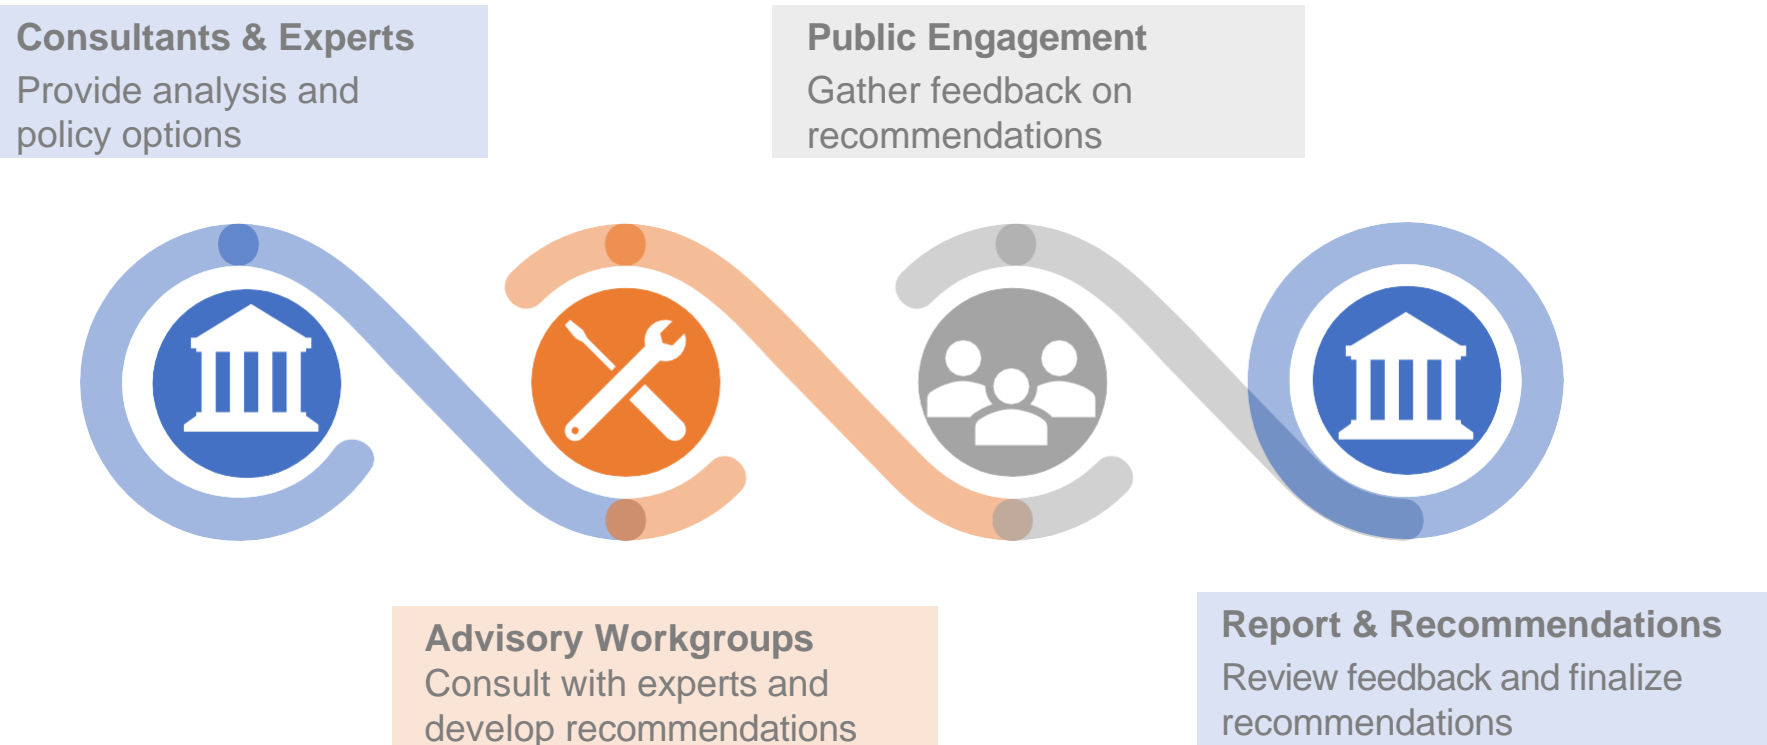 Consultants & Experts
Provide analysis and
policy options
Public Engagement
Gather feedback on
recommendations
Advisory Workgroups
Consult with experts and
develop recommendations
Report & Recommendations
Review feedback and finalize
recommendations